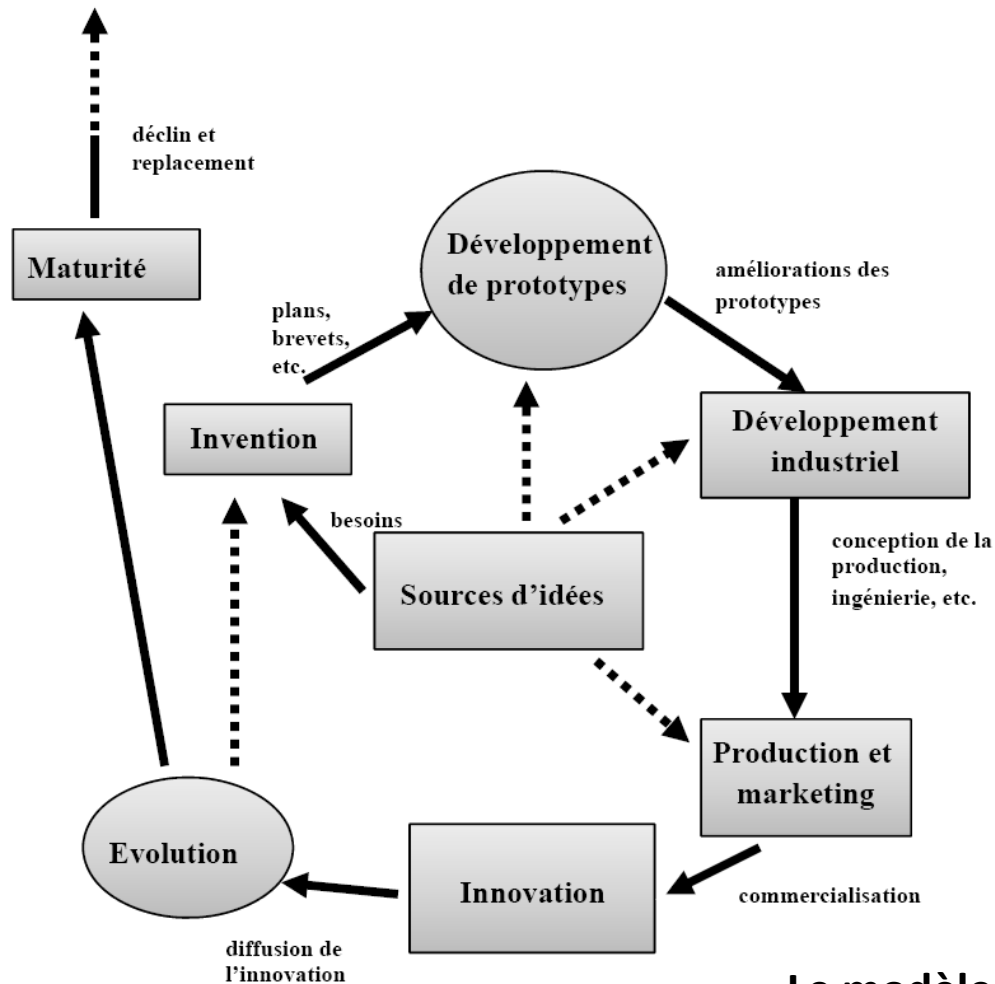 déclin et
replacement
Maturité
Développement
de prototypes
améliorations des
prototypes
plans,
brevets,
etc.
Invention
Développement
industriel
besoins
Sources d’idées
conception de la
production,
ingénierie, etc.
Production et
marketing
Evolution
Innovation
commercialisation
diffusion de
l’innovation